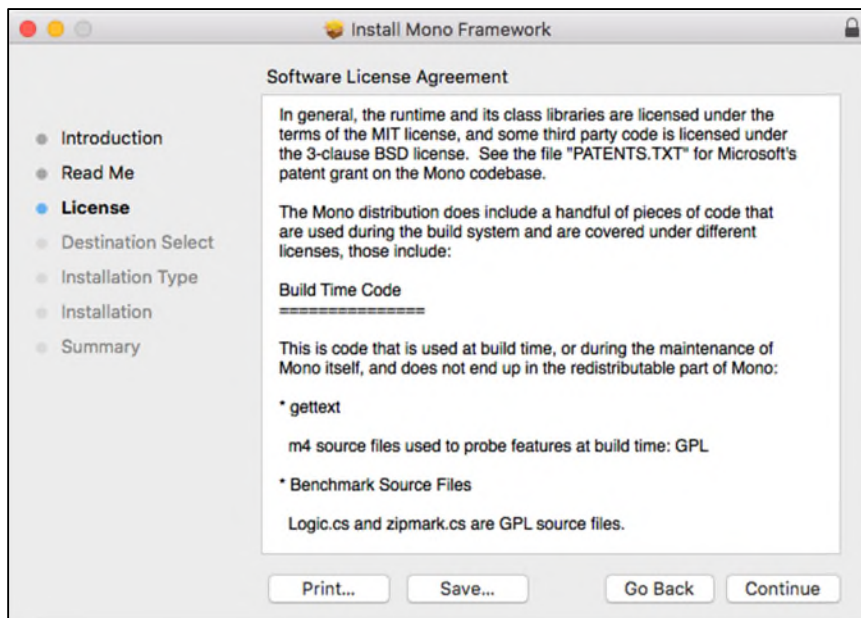 Install Mono Framework
Software License Agreement
Introduction
Read Me
License
Destination Select
Installation Type
Installation
Summary
In general, the runtime and its class libraries are licensed under the
terms of the MIT license, and some third party code is licensed under
the 3-clause BSD license.  See the file "PATENTS.TXT" for Microsoft's
patent grant on the Mono codebase.
The Mono distribution does include a handful of pieces of code that
are used during the build system and are covered under different
licenses, those include:
Build Time Code
===============
This is code that is used at build time, or during the maintenance of
Mono itself, and does not end up in the redistributable part of Mono:
* gettext
m4 source files used to probe features at build time: GPL
* Benchmark Source Files
Logic.cs and zipmark.cs are GPL source files.
Print... Save... Go Back Continue